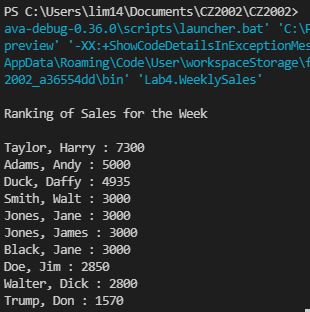 PS C:\Users\lim14\Documents\CZ2002\CZ2002>
ava-debug-0.36.0\scripts\launcher.bat' 'C:\P
preview' '-XX:+ShowCodeDetailsInExceptionMes
AppData\Roaming\Code\User\workspaceStorage\f
2002_a36554dd\bin' 'Lab4.WeeklySales'
Ranking of Sales for the Week
Taylor, Harry : 7300
Adams, Andy : 5000
Duck, Daffy : 4935
Smith, Walt : 3000
Jones, Jane : 3000
Jones, James : 3000
Black, Jane : 3000
Doe, Jim : 2850
Walter, Dick : 2800
Trump, Don : 1570